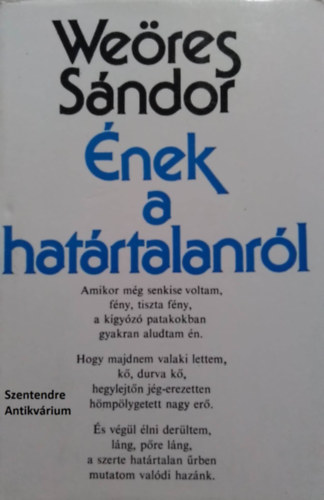 Weöres
Sándor
Ének
a
határtalanról
Amikor még senkise voltam,
fény, tiszta fény,
a kígyózó patakokban
gyakran aludtam én.
Hogy majdnem valaki lettem,
kő, durva kő,
hegylejtőn jég-erezetten
hömpölygetett nagy erő.
És végül élni derültem,
láng, pőre láng,
a szerte határtalan űrben
mutatom valódi hazánk.
Szentendre
Antikvárium